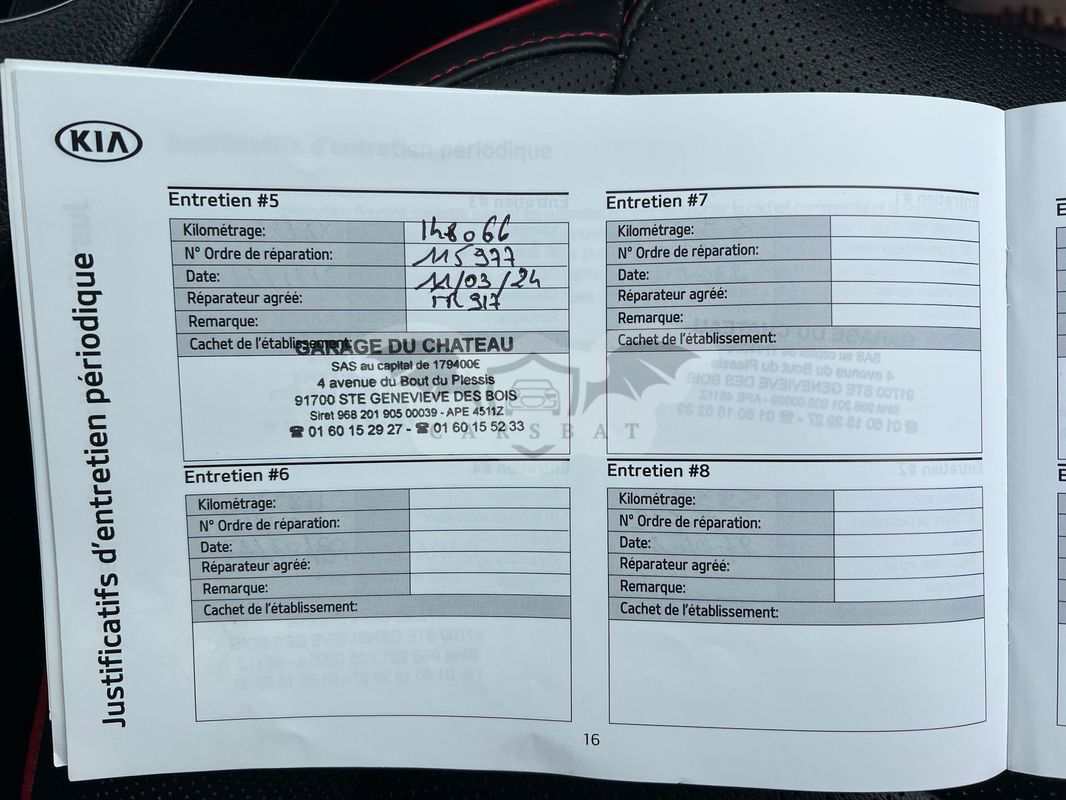 KIA
Justificatifs d'entretien périodique
Entretien #5
Kilométrage: 148066
N° Ordre de réparation: 115977
Date: 11/03/24
Réparateur agréé: 917
Remarque:
Cachet de l'établissement:
GARAGE DU CHATEAU
SAS au capital de 179400€
4 avenue du Bout du Plessis
91700 STE GENEVIEVE DES BOIS
Siret 968 201 905 00039 - APE 4511Z
☎ 01 60 15 29 27 - ☎ 01 60 15 52 33
Entretien #6
Kilométrage:
N° Ordre de réparation:
Date:
Réparateur agréé:
Remarque:
Cachet de l'établissement:
Entretien #7
Kilométrage:
N° Ordre de réparation:
Date:
Réparateur agréé:
Remarque:
Cachet de l'établissement:
Entretien #8
Kilométrage:
N° Ordre de réparation:
Date:
Réparateur agréé:
Remarque:
Cachet de l'établissement:
16
CARSBAT